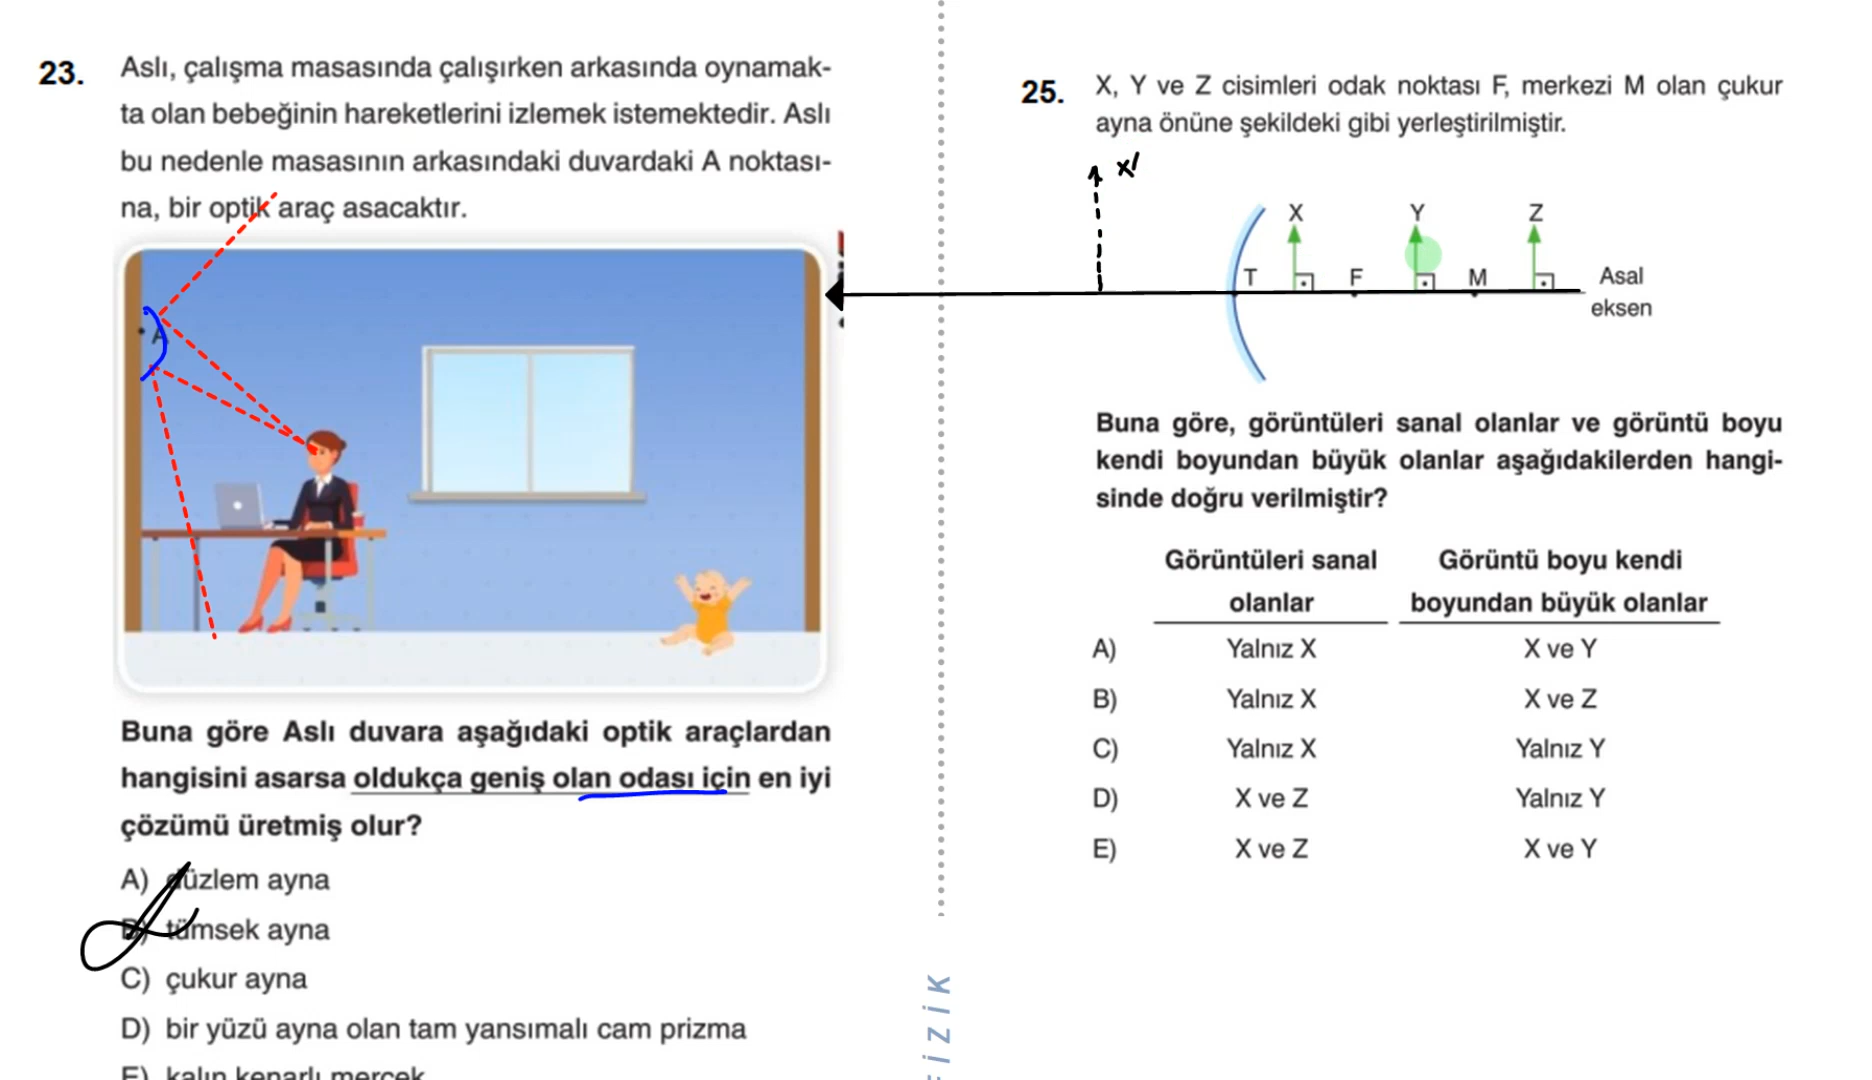 23. Aslı, çalışma masasında çalışırken arkasında oynamak-
ta olan bebeğinin hareketlerini izlemek istemektedir. Aslı
bu nedenle masasının arkasındaki duvardaki A noktası-
na, bir optik araç asacaktır.
A
Buna göre Aslı duvara aşağıdaki optik araçlardan
hangisini asarsa oldukça geniş olan odası için en iyi
çözümü üretmiş olur?
A) düzlem ayna
B) tümsek ayna
C) çukur ayna
D) bir yüzü ayna olan tam yansımalı cam prizma
E) kalın kenarlı mercek
FİZİK
25. X, Y ve Z cisimleri odak noktası F, merkezi M olan çukur
ayna önüne şekildeki gibi yerleştirilmiştir.
X'
X Y Z
T F M Asal
eksen
Buna göre, görüntüleri sanal olanlar ve görüntü boyu
kendi boyundan büyük olanlar aşağıdakilerden hangi-
sinde doğru verilmiştir?
Görüntüleri sanal Görüntü boyu kendi
olanlar boyundan büyük olanlar
A) Yalnız X X ve Y
B) Yalnız X X ve Z
C) Yalnız X Yalnız Y
D) X ve Z Yalnız Y
E) X ve Z X ve Y